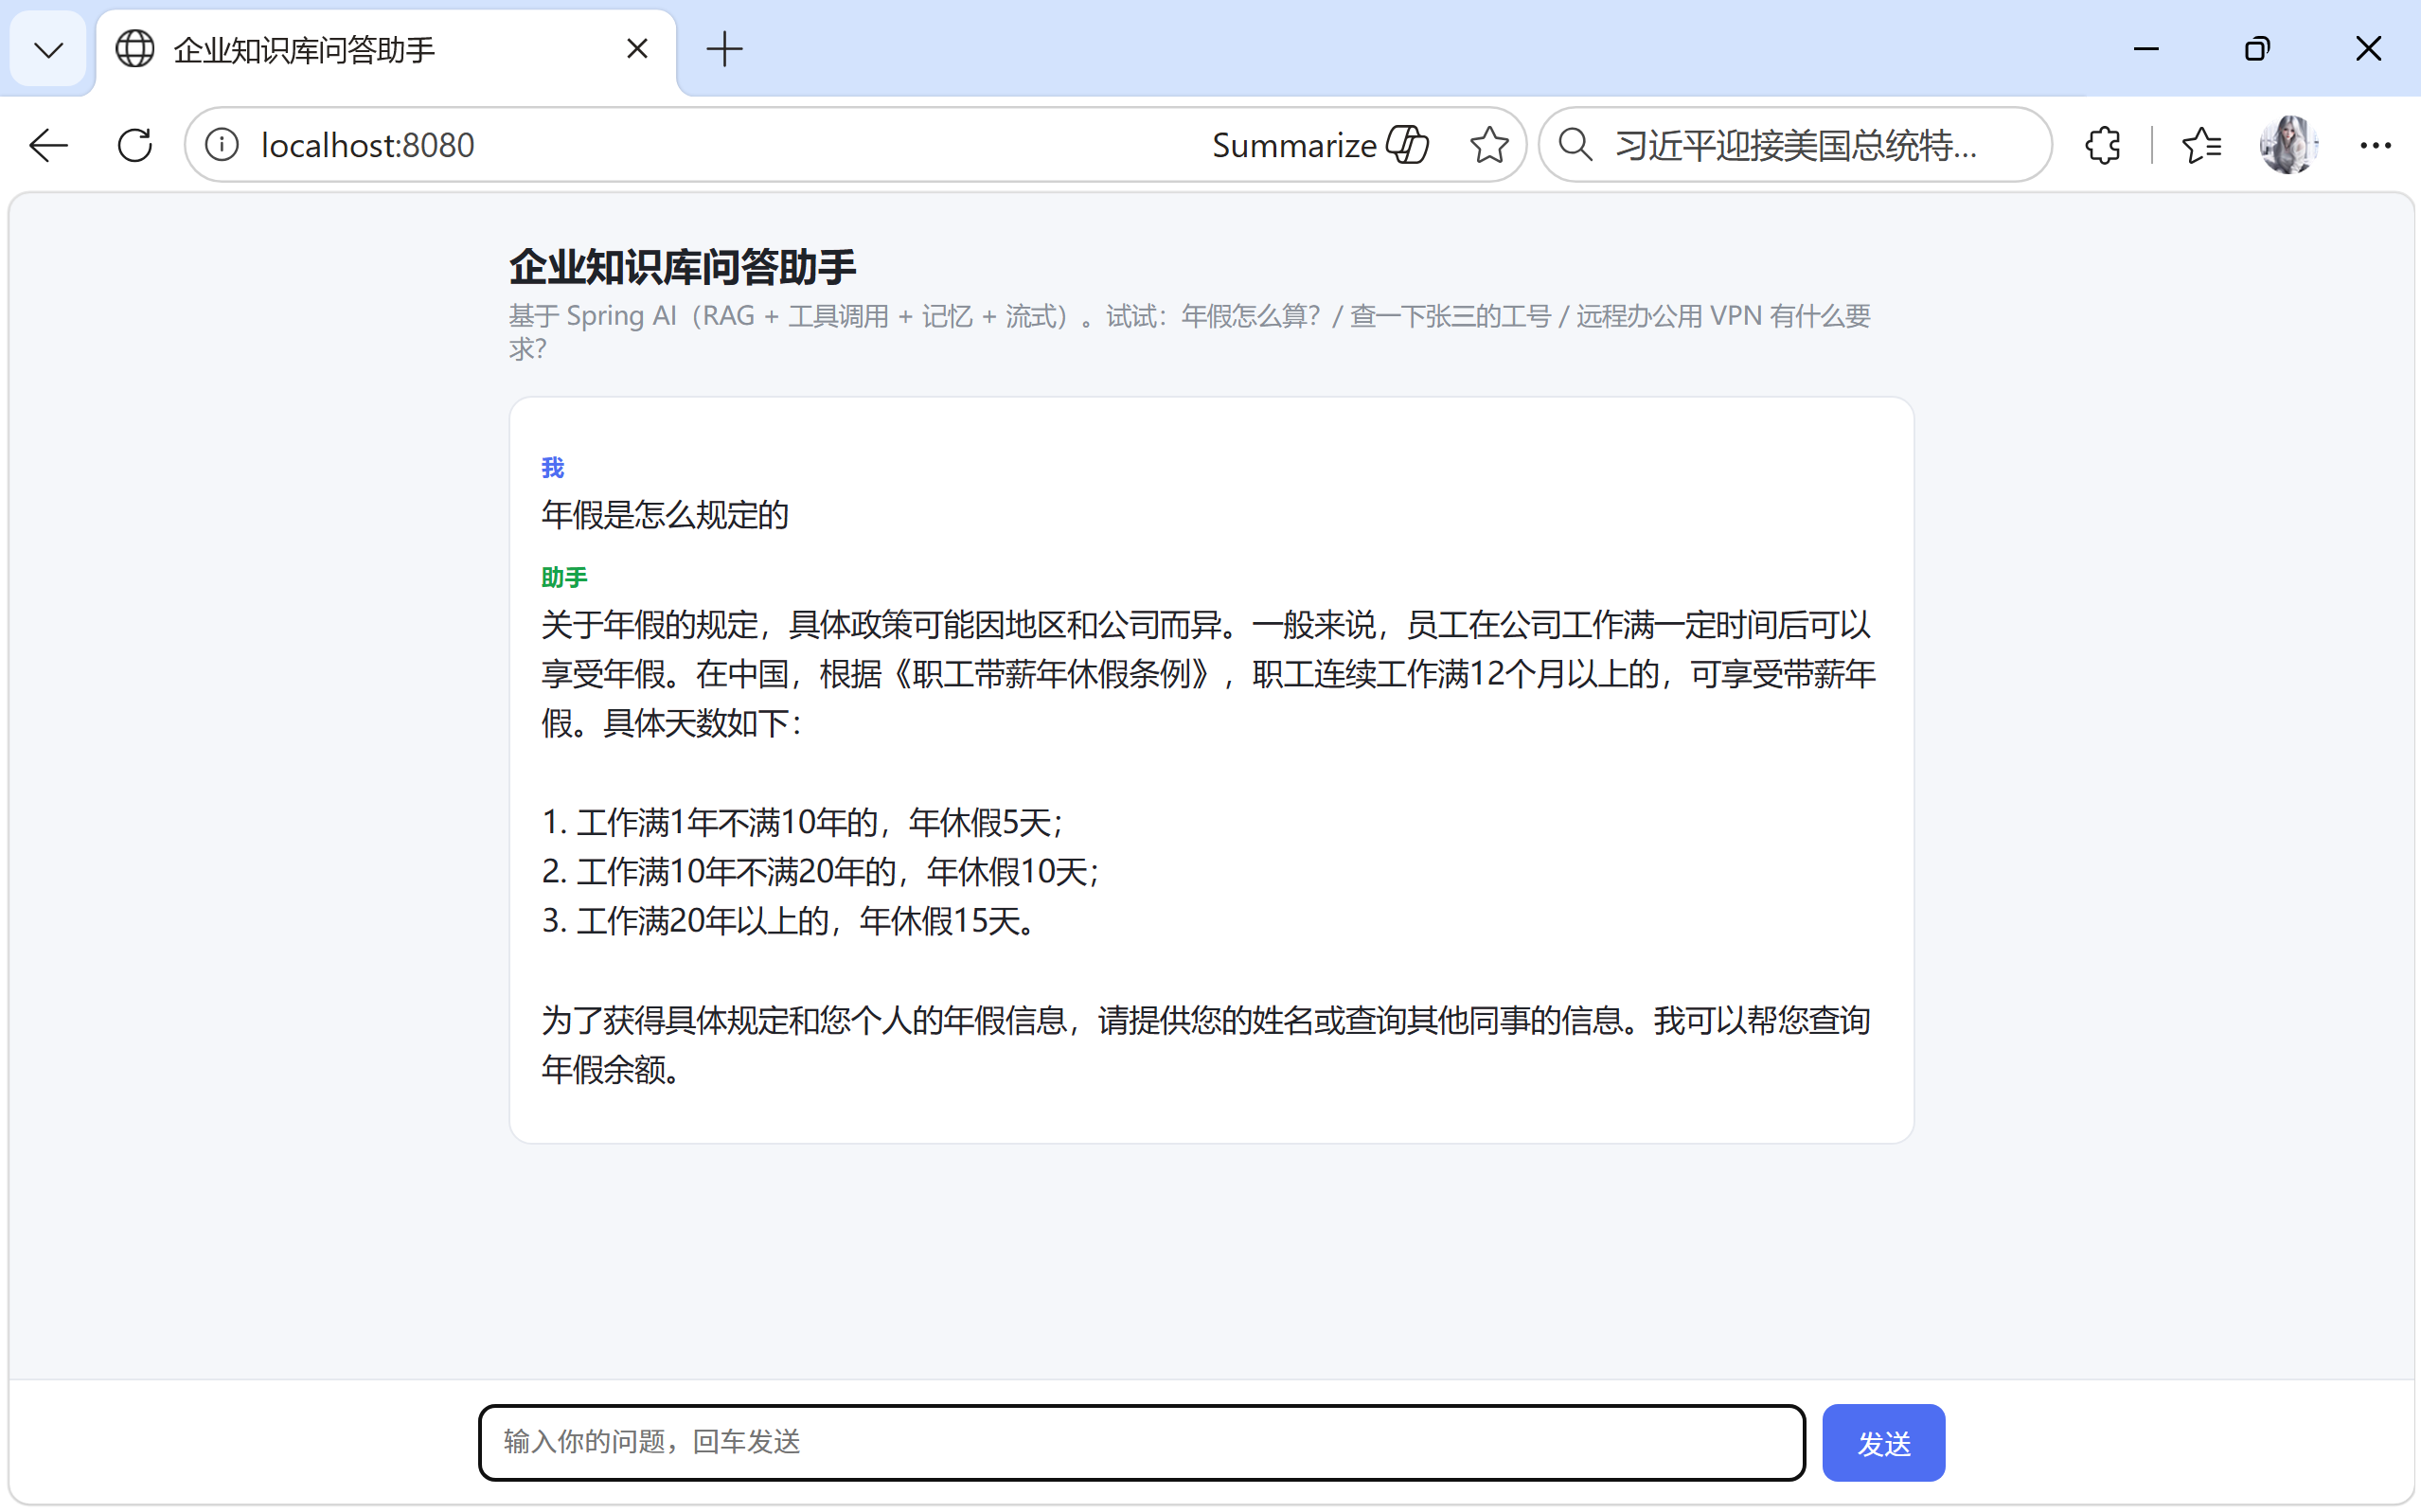 企业知识库问答助手
localhost:8080
Summarize
习近平迎接美国总统特...
企业知识库问答助手
基于 Spring AI（RAG + 工具调用 + 记忆 + 流式）。试试：年假怎么算？/ 查一下张三的工号 / 远程办公用 VPN 有什么要
求？
我
年假是怎么规定的
助手
关于年假的规定，具体政策可能因地区和公司而异。一般来说，员工在公司工作满一定时间后可以
享受年假。在中国，根据《职工带薪年休假条例》，职工连续工作满12个月以上的，可享受带薪年
假。具体天数如下：
1. 工作满1年不满10年的，年休假5天；
2. 工作满10年不满20年的，年休假10天；
3. 工作满20年以上的，年休假15天。
为了获得具体规定和您个人的年假信息，请提供您的姓名或查询其他同事的信息。我可以帮您查询
年假余额。
输入你的问题，回车发送
发送